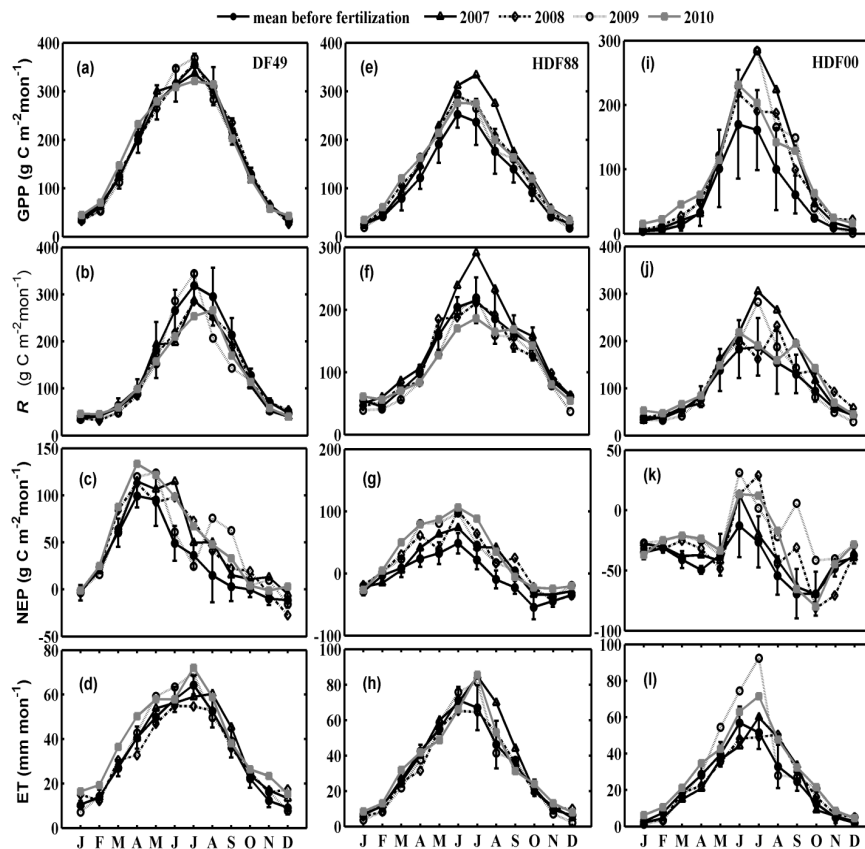 mean before fertilization 2007 2008 2009 2010
(a) DF49
(e) HDF88
(i) HDF00
GPP (g C m-2mon-1)
400
300
200
100
0
400
300
200
100
0
300
200
100
0
(b)
(f)
(j)
R (g C m-2mon-1)
400
300
200
100
0
300
200
100
0
400
300
200
100
0
(c)
(g)
(k)
NEP (g C m-2mon-1)
150
100
50
0
-50
200
100
0
-100
0
-50
-100
(d)
(h)
(l)
ET (mm mon-1)
80
60
40
20
0
100
80
60
40
20
0
100
80
60
40
20
0
J F M A M J J A S O N D
J F M A M J J A S O N D
J F M A M J J A S O N D